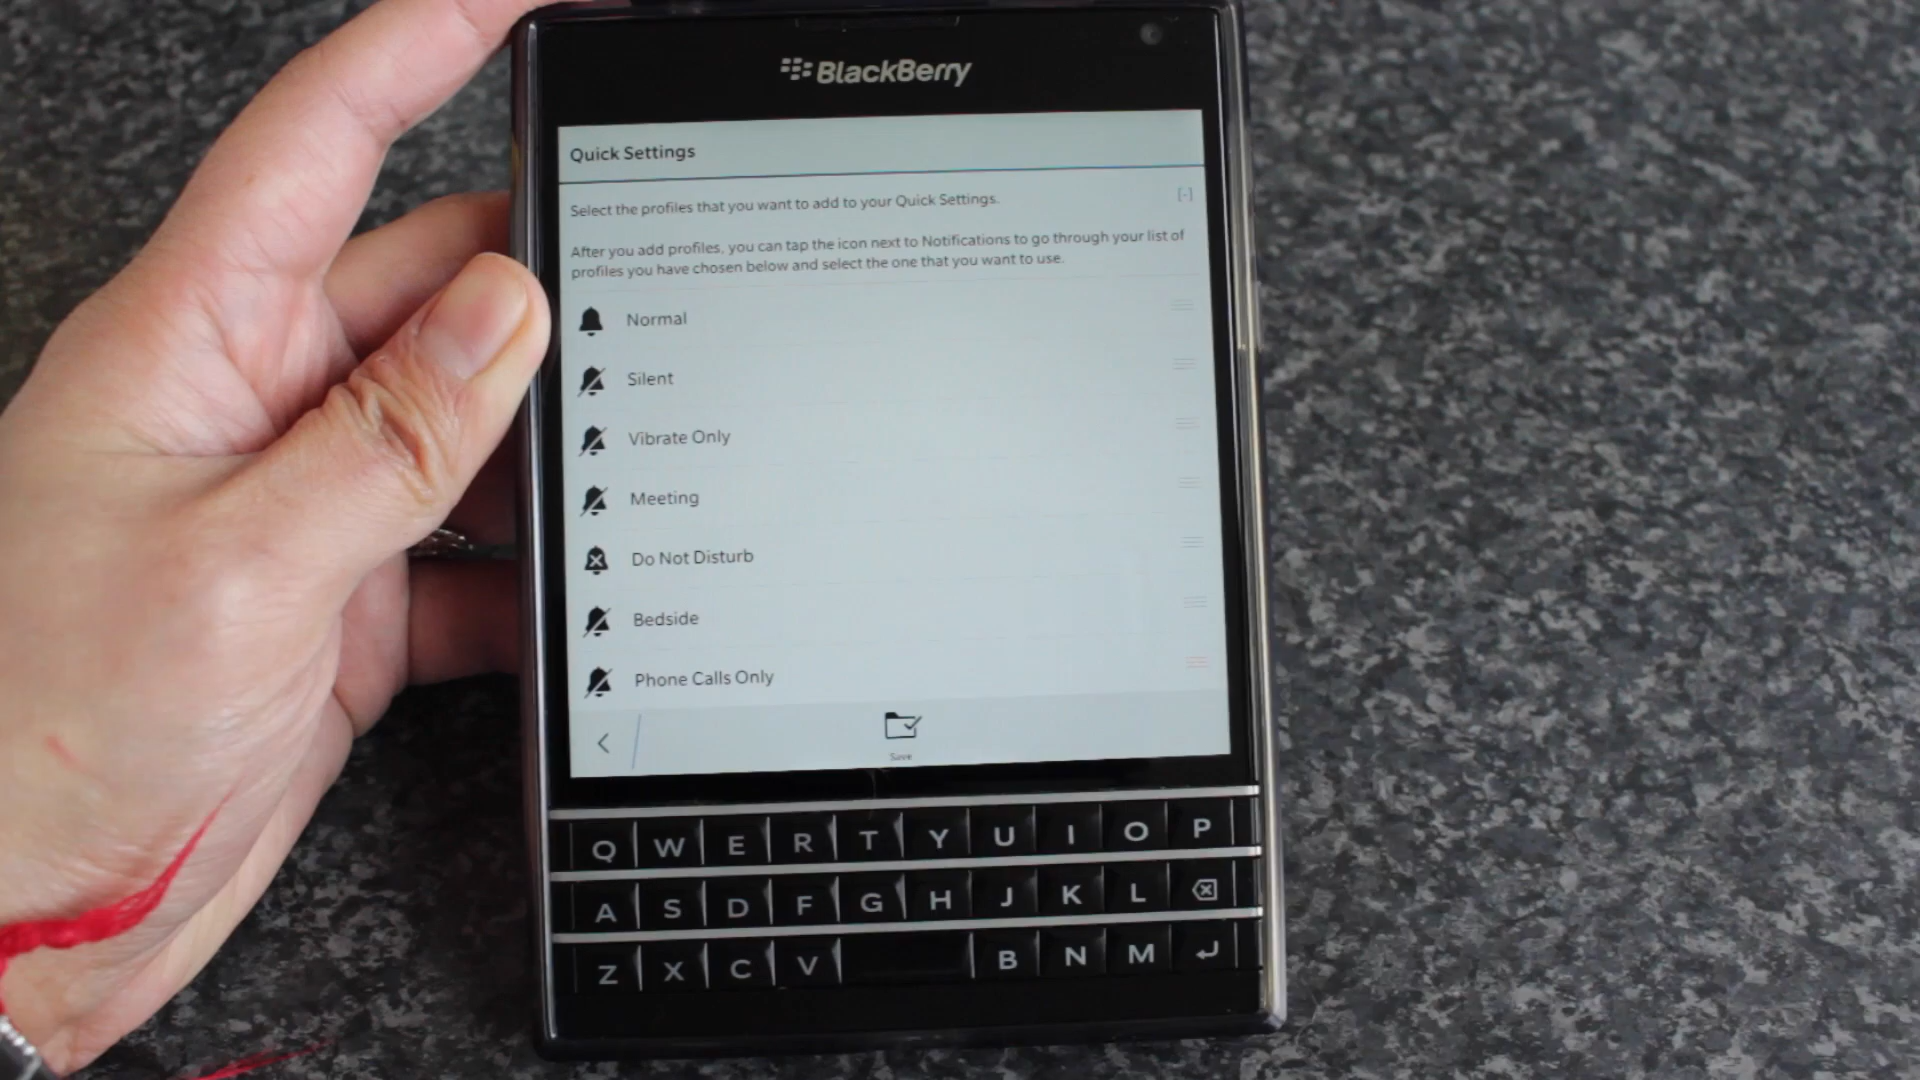 BlackBerry
Quick Settings
Select the profiles that you want to add to your Quick Settings.
[-]
After you add profiles, you can tap the icon next to Notifications to go through your list of
profiles you have chosen below and select the one that you want to use.
Normal
Silent
Vibrate Only
Meeting
Do Not Disturb
Bedside
Phone Calls Only
Save
Q W E R T Y U I O P
A S D F G H J K L
Z X C V B N M